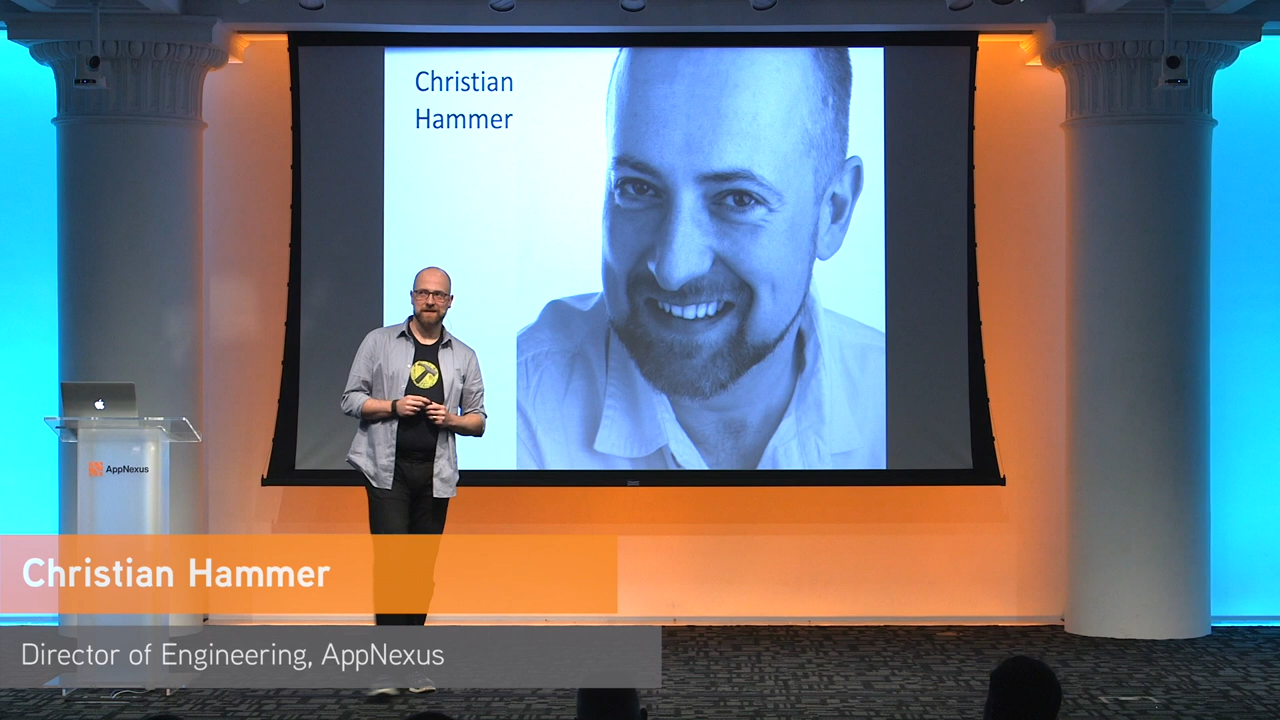 Christian
Hammer
AppNexus
Christian Hammer
Director of Engineering, AppNexus